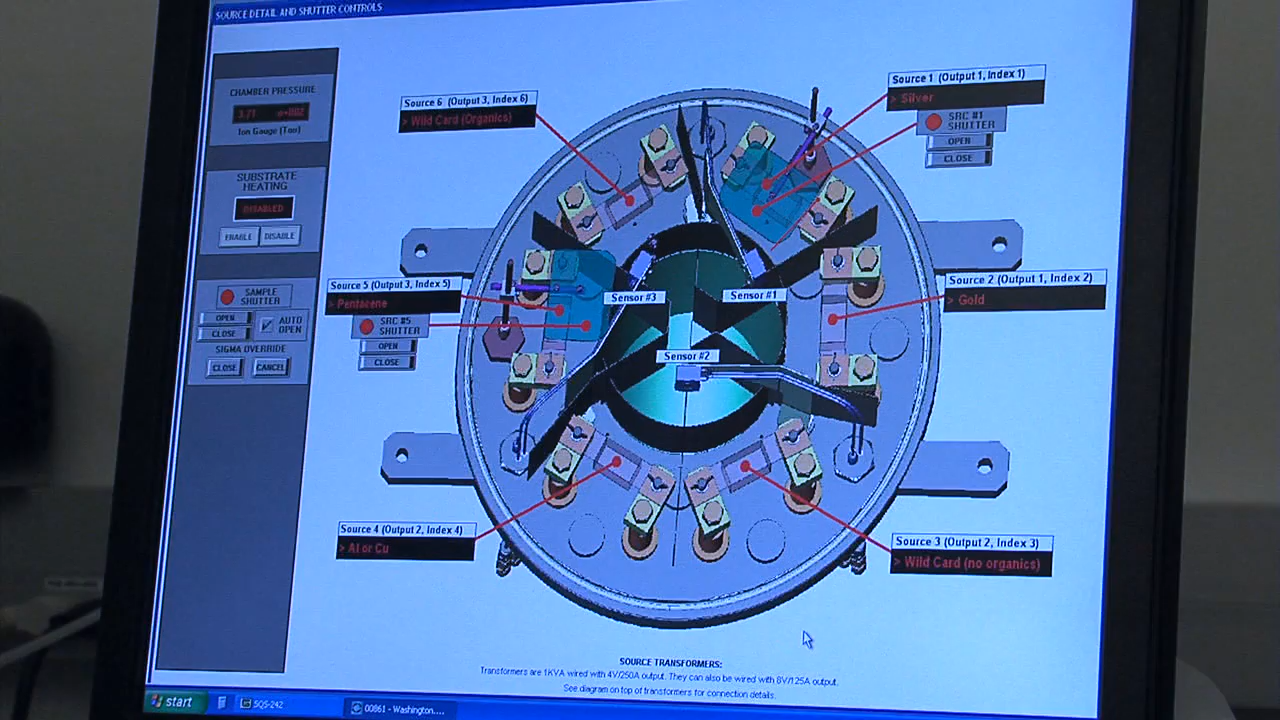 SOURCE DETAIL AND SHUTTER CONTROLS
CHAMBER PRESSURE
3.71
Ion Gauge (Torr)
SUBSTRATE
HEATING
DISABLED
ENABLE DISABLE
SAMPLE
SHUTTER
OPEN
CLOSE
AUTO
OPEN
SIGMA OVERRIDE
CLOSE CANCEL
Source 6 (Output 3, Index 6)
> Wild Card (Organics)
Source 1 (Output 1, Index 1)
> Silver
SRC #1
SHUTTER
OPEN
CLOSE
Source 5 (Output 3, Index 5)
> Pentacene
SRC #5
SHUTTER
OPEN
CLOSE
Sensor #3
Sensor #1
Sensor #2
Source 2 (Output 1, Index 2)
> Gold
Source 4 (Output 2, Index 4)
> Al or Cu
Source 3 (Output 2, Index 3)
> Wild Card (no organics)
SOURCE TRANSFORMERS:
Transformers are 1KVA wired with 4V/250A output. They can also be wired with 8V/125A output.
See diagram on top of transformers for connection details.
start
SQS-242
00861 - Washington....